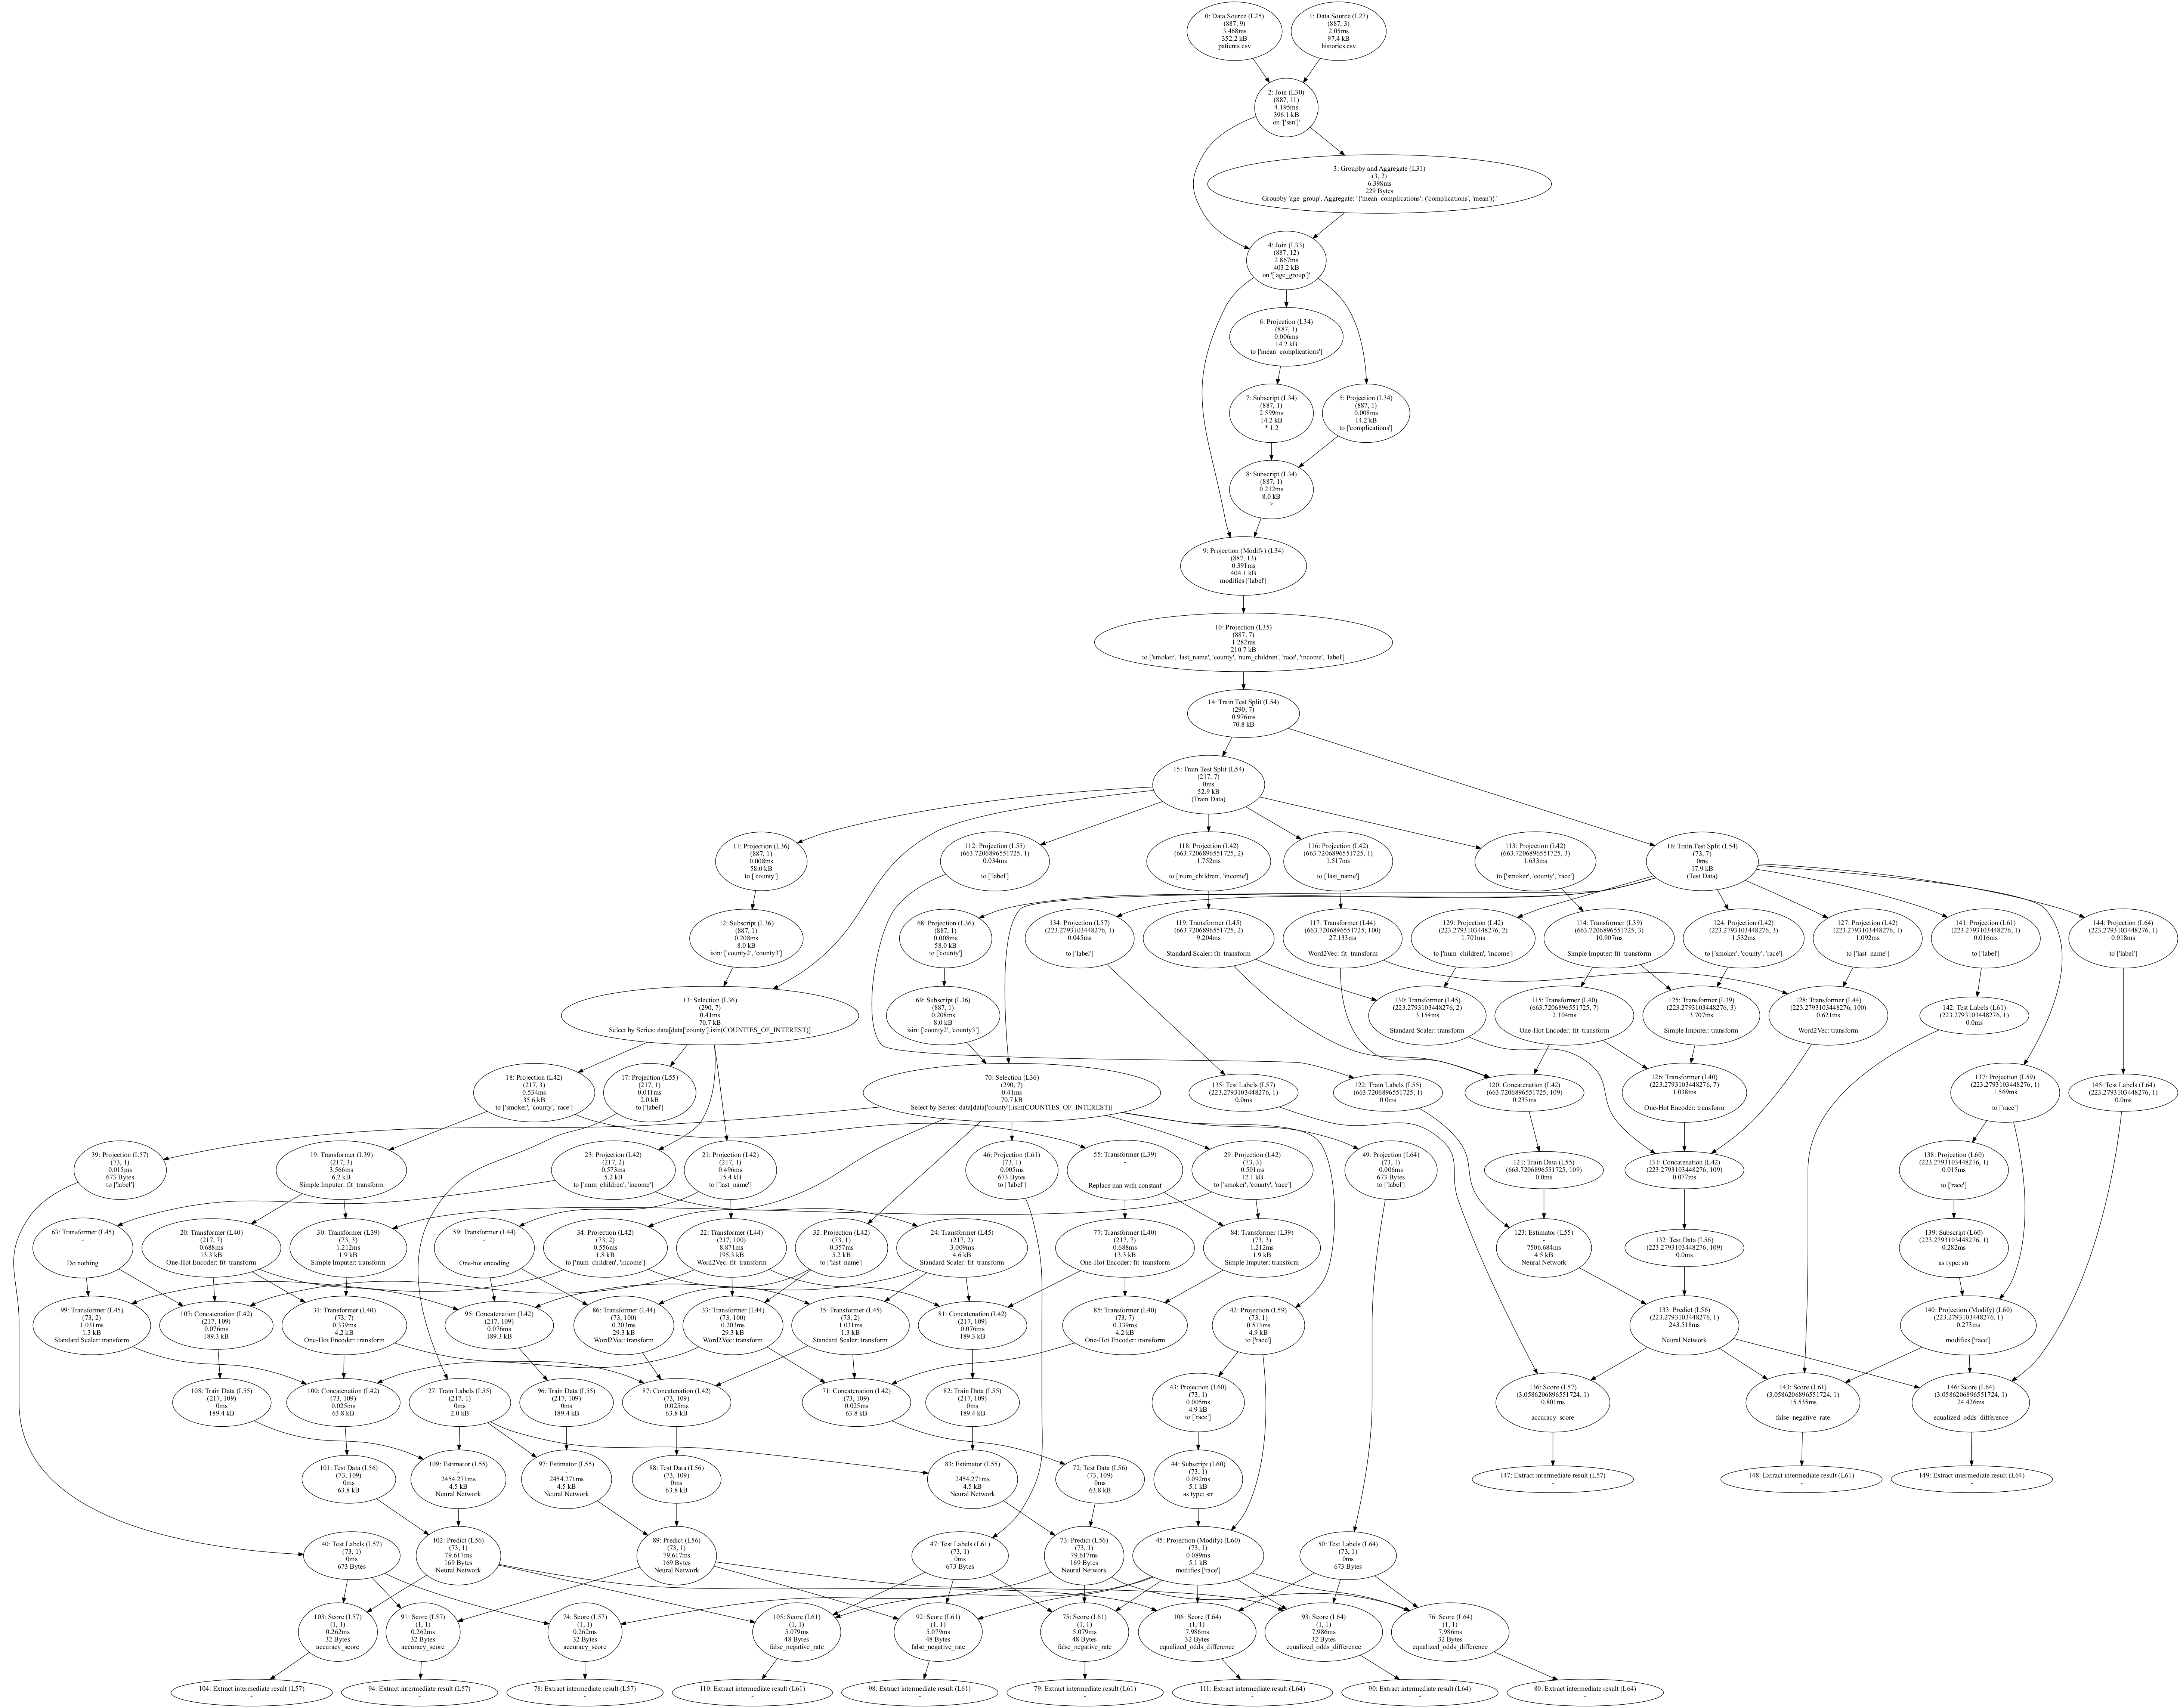 0: Data Source (L25)
(887, 9)
3.468ms
352.2 kB
patients.csv
1: Data Source (L27)
(887, 3)
2.05ms
97.4 kB
histories.csv
2: Join (L30)
(887, 11)
4.195ms
396.1 kB
on '['ssn']'
3: Groupby and Aggregate (L31)
(3, 2)
6.398ms
229 Bytes
Groupby 'age_group', Aggregate: '{'mean_complications': ('complications', 'mean')}'
4: Join (L33)
(887, 12)
2.867ms
403.2 kB
on '['age_group']'
6: Projection (L34)
(887, 1)
0.006ms
14.2 kB
to ['mean_complications']
7: Subscript (L34)
(887, 1)
2.599ms
14.2 kB
* 1.2
5: Projection (L34)
(887, 1)
0.008ms
14.2 kB
to ['complications']
8: Subscript (L34)
(887, 1)
0.212ms
8.0 kB
>
9: Projection (Modify) (L34)
(887, 13)
0.391ms
404.1 kB
modifies ['label']
10: Projection (L35)
(887, 7)
1.282ms
210.7 kB
to ['smoker', 'last_name', 'county', 'num_children', 'race', 'income', 'label']
14: Train Test Split (L54)
(290, 7)
0.976ms
70.8 kB
15: Train Test Split (L54)
(217, 7)
0ms
52.9 kB
(Train Data)
11: Projection (L36)
(887, 1)
0.008ms
58.0 kB
to ['county']
112: Projection (L55)
(663.7206896551725, 1)
0.034ms
to ['label']
118: Projection (L42)
(663.7206896551725, 2)
1.752ms
to ['num_children', 'income']
116: Projection (L42)
(663.7206896551725, 1)
1.517ms
to ['last_name']
113: Projection (L42)
(663.7206896551725, 3)
1.633ms
to ['smoker', 'county', 'race']
16: Train Test Split (L54)
(73, 7)
0ms
17.9 kB
(Test Data)
12: Subscript (L36)
(887, 1)
0.208ms
8.0 kB
isin: ['county2', 'county3']
68: Projection (L36)
(887, 1)
0.008ms
58.0 kB
to ['county']
134: Projection (L57)
(223.2793103448276, 1)
0.045ms
to ['label']
119: Transformer (L45)
(663.7206896551725, 2)
9.204ms
Standard Scaler: fit_transform
117: Transformer (L44)
(663.7206896551725, 100)
27.133ms
Word2Vec: fit_transform
129: Projection (L42)
(223.2793103448276, 2)
1.701ms
to ['num_children', 'income']
114: Transformer (L39)
(663.7206896551725, 3)
10.907ms
Simple Imputer: fit_transform
124: Projection (L42)
(223.2793103448276, 3)
1.532ms
to ['smoker', 'county', 'race']
127: Projection (L42)
(223.2793103448276, 1)
1.092ms
to ['last_name']
141: Projection (L61)
(223.2793103448276, 1)
0.016ms
to ['label']
144: Projection (L64)
(223.2793103448276, 1)
0.018ms
to ['label']
13: Selection (L36)
(290, 7)
0.41ms
70.7 kB
Select by Series: data[data['county'].isin(COUNTIES_OF_INTEREST)]
69: Subscript (L36)
(887, 1)
0.208ms
8.0 kB
isin: ['county2', 'county3']
130: Transformer (L45)
(223.2793103448276, 2)
3.154ms
Standard Scaler: transform
115: Transformer (L40)
(663.7206896551725, 7)
2.104ms
One-Hot Encoder: fit_transform
125: Transformer (L39)
(223.2793103448276, 3)
3.707ms
Simple Imputer: transform
128: Transformer (L44)
(223.2793103448276, 100)
0.621ms
Word2Vec: transform
142: Test Labels (L61)
(223.2793103448276, 1)
0.0ms
18: Projection (L42)
(217, 3)
0.534ms
35.6 kB
to ['smoker', 'county', 'race']
17: Projection (L55)
(217, 1)
0.011ms
2.0 kB
to ['label']
70: Selection (L36)
(290, 7)
0.41ms
70.7 kB
Select by Series: data[data['county'].isin(COUNTIES_OF_INTEREST)]
135: Test Labels (L57)
(223.2793103448276, 1)
0.0ms
122: Train Labels (L55)
(663.7206896551725, 1)
0.0ms
120: Concatenation (L42)
(663.7206896551725, 109)
0.233ms
126: Transformer (L40)
(223.2793103448276, 7)
1.038ms
One-Hot Encoder: transform
137: Projection (L59)
(223.2793103448276, 1)
1.569ms
to ['race']
145: Test Labels (L64)
(223.2793103448276, 1)
0.0ms
39: Projection (L57)
(73, 1)
0.015ms
673 Bytes
to ['label']
19: Transformer (L39)
(217, 3)
3.566ms
6.2 kB
Simple Imputer: fit_transform
23: Projection (L42)
(217, 2)
0.573ms
5.2 kB
to ['num_children', 'income']
21: Projection (L42)
(217, 1)
0.496ms
15.4 kB
to ['last_name']
46: Projection (L61)
(73, 1)
0.005ms
673 Bytes
to ['label']
55: Transformer (L39)
-
Replace nan with constant
29: Projection (L42)
(73, 3)
0.501ms
12.1 kB
to ['smoker', 'county', 'race']
49: Projection (L64)
(73, 1)
0.006ms
673 Bytes
to ['label']
121: Train Data (L55)
(663.7206896551725, 109)
0.0ms
131: Concatenation (L42)
(223.2793103448276, 109)
0.077ms
138: Projection (L60)
(223.2793103448276, 1)
0.015ms
to ['race']
63: Transformer (L45)
-
Do nothing
20: Transformer (L40)
(217, 7)
0.688ms
13.3 kB
One-Hot Encoder: fit_transform
30: Transformer (L39)
(73, 3)
1.212ms
1.9 kB
Simple Imputer: transform
59: Transformer (L44)
-
One-hot encoding
34: Projection (L42)
(73, 2)
0.556ms
1.8 kB
to ['num_children', 'income']
22: Transformer (L44)
(217, 100)
8.871ms
195.3 kB
Word2Vec: fit_transform
32: Projection (L42)
(73, 1)
0.357ms
5.2 kB
to ['last_name']
24: Transformer (L45)
(217, 2)
3.009ms
4.6 kB
Standard Scaler: fit_transform
77: Transformer (L40)
(217, 7)
0.688ms
13.3 kB
One-Hot Encoder: fit_transform
84: Transformer (L39)
(73, 3)
1.212ms
1.9 kB
Simple Imputer: transform
123: Estimator (L55)
-
7506.684ms
4.5 kB
Neural Network
132: Test Data (L56)
(223.2793103448276, 109)
0.0ms
139: Subscript (L60)
(223.2793103448276, 1)
0.282ms
as type: str
99: Transformer (L45)
(73, 2)
1.031ms
1.3 kB
Standard Scaler: transform
107: Concatenation (L42)
(217, 109)
0.076ms
189.3 kB
31: Transformer (L40)
(73, 7)
0.339ms
4.2 kB
One-Hot Encoder: transform
95: Concatenation (L42)
(217, 109)
0.076ms
189.3 kB
86: Transformer (L44)
(73, 100)
0.203ms
29.3 kB
Word2Vec: transform
33: Transformer (L44)
(73, 100)
0.203ms
29.3 kB
Word2Vec: transform
35: Transformer (L45)
(73, 2)
1.031ms
1.3 kB
Standard Scaler: transform
81: Concatenation (L42)
(217, 109)
0.076ms
189.3 kB
85: Transformer (L40)
(73, 7)
0.339ms
4.2 kB
One-Hot Encoder: transform
42: Projection (L59)
(73, 1)
0.513ms
4.9 kB
to ['race']
133: Predict (L56)
(223.2793103448276, 1)
243.518ms
Neural Network
140: Projection (Modify) (L60)
(223.2793103448276, 1)
0.273ms
modifies ['race']
108: Train Data (L55)
(217, 109)
0ms
189.4 kB
100: Concatenation (L42)
(73, 109)
0.025ms
63.8 kB
27: Train Labels (L55)
(217, 1)
0ms
2.0 kB
96: Train Data (L55)
(217, 109)
0ms
189.4 kB
87: Concatenation (L42)
(73, 109)
0.025ms
63.8 kB
71: Concatenation (L42)
(73, 109)
0.025ms
63.8 kB
82: Train Data (L55)
(217, 109)
0ms
189.4 kB
43: Projection (L60)
(73, 1)
0.005ms
4.9 kB
to ['race']
136: Score (L57)
(3.0586206896551724, 1)
0.801ms
accuracy_score
143: Score (L61)
(3.0586206896551724, 1)
15.535ms
false_negative_rate
146: Score (L64)
(3.0586206896551724, 1)
24.426ms
equalized_odds_difference
101: Test Data (L56)
(73, 109)
0ms
63.8 kB
109: Estimator (L55)
-
2454.271ms
4.5 kB
Neural Network
97: Estimator (L55)
-
2454.271ms
4.5 kB
Neural Network
88: Test Data (L56)
(73, 109)
0ms
63.8 kB
83: Estimator (L55)
-
2454.271ms
4.5 kB
Neural Network
72: Test Data (L56)
(73, 109)
0ms
63.8 kB
44: Subscript (L60)
(73, 1)
0.092ms
5.1 kB
as type: str
147: Extract intermediate result (L57)
-
148: Extract intermediate result (L61)
-
149: Extract intermediate result (L64)
-
40: Test Labels (L57)
(73, 1)
0ms
673 Bytes
102: Predict (L56)
(73, 1)
79.617ms
169 Bytes
Neural Network
89: Predict (L56)
(73, 1)
79.617ms
169 Bytes
Neural Network
47: Test Labels (L61)
(73, 1)
0ms
673 Bytes
73: Predict (L56)
(73, 1)
79.617ms
169 Bytes
Neural Network
45: Projection (Modify) (L60)
(73, 1)
0.089ms
5.1 kB
modifies ['race']
50: Test Labels (L64)
(73, 1)
0ms
673 Bytes
103: Score (L57)
(1, 1)
0.262ms
32 Bytes
accuracy_score
91: Score (L57)
(1, 1)
0.262ms
32 Bytes
accuracy_score
74: Score (L57)
(1, 1)
0.262ms
32 Bytes
accuracy_score
105: Score (L61)
(1, 1)
5.079ms
48 Bytes
false_negative_rate
92: Score (L61)
(1, 1)
5.079ms
48 Bytes
false_negative_rate
75: Score (L61)
(1, 1)
5.079ms
48 Bytes
false_negative_rate
106: Score (L64)
(1, 1)
7.986ms
32 Bytes
equalized_odds_difference
93: Score (L64)
(1, 1)
7.986ms
32 Bytes
equalized_odds_difference
76: Score (L64)
(1, 1)
7.986ms
32 Bytes
equalized_odds_difference
104: Extract intermediate result (L57)
-
94: Extract intermediate result (L57)
-
78: Extract intermediate result (L57)
-
110: Extract intermediate result (L61)
-
98: Extract intermediate result (L61)
-
79: Extract intermediate result (L61)
-
111: Extract intermediate result (L64)
-
90: Extract intermediate result (L64)
-
80: Extract intermediate result (L64)
-